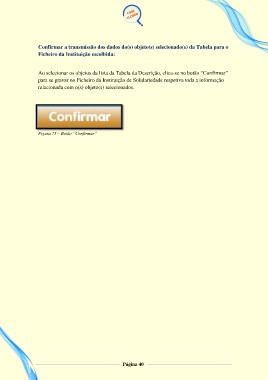 Confirmar a transmissão dos dados do(s) objeto(s) selecionado(s) da Tabela para o
Ficheiro da Instituição escolhida:
Ao selecionar os objetos da lista da Tabela da Descrição, clica-se no botão "Confirmar"
para se gravar no Ficheiro da Instituição de Solidariedade respetiva toda a informação
relacionada com o(s) objeto(s) selecionados.
Confirmar
Botão "Confirmar"
Página 40